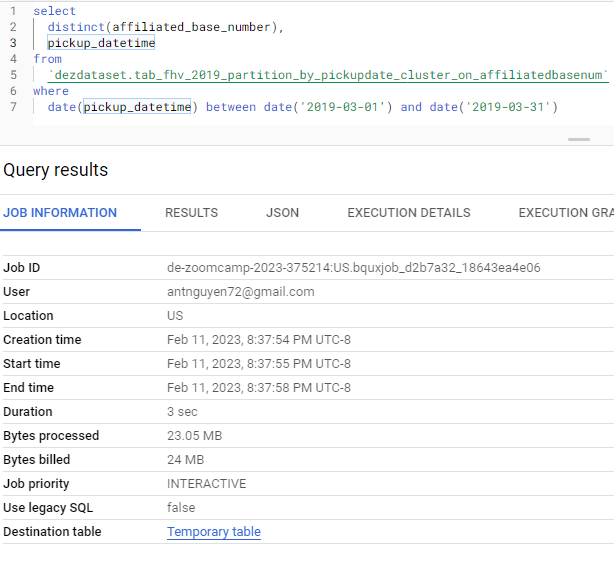 1 select
2 distinct(affiliated_base_number),
3 pickup_datetime
4 from
5 `dezdataset.tab_fhv_2019_partition_by_pickupdate_cluster_on_affiliatedbasenum`
6 where
7 date(pickup_datetime) between date('2019-03-01') and date('2019-03-31')
Query results
JOB INFORMATION RESULTS JSON EXECUTION DETAILS EXECUTION GRA
Job ID de-zoomcamp-2023-375214:US.bquxjob_d2b7a32_18643ea4e06
User antnguyen72@gmail.com
Location US
Creation time Feb 11, 2023, 8:37:54 PM UTC-8
Start time Feb 11, 2023, 8:37:55 PM UTC-8
End time Feb 11, 2023, 8:37:58 PM UTC-8
Duration 3 sec
Bytes processed 23.05 MB
Bytes billed 24 MB
Job priority INTERACTIVE
Use legacy SQL false
Destination table Temporary table